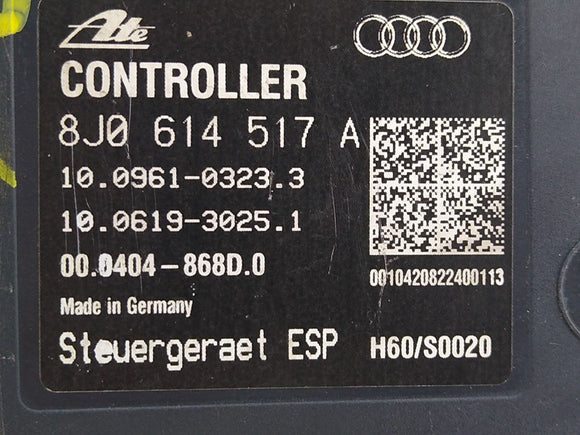 Ate
CONTROLLER
8J0 614 517 A
10.0961-0323.3
10.0619-3025.1
00.0404-868D.0
0010420822400113
Made in Germany
Steuergeraet ESP
H60/S0020